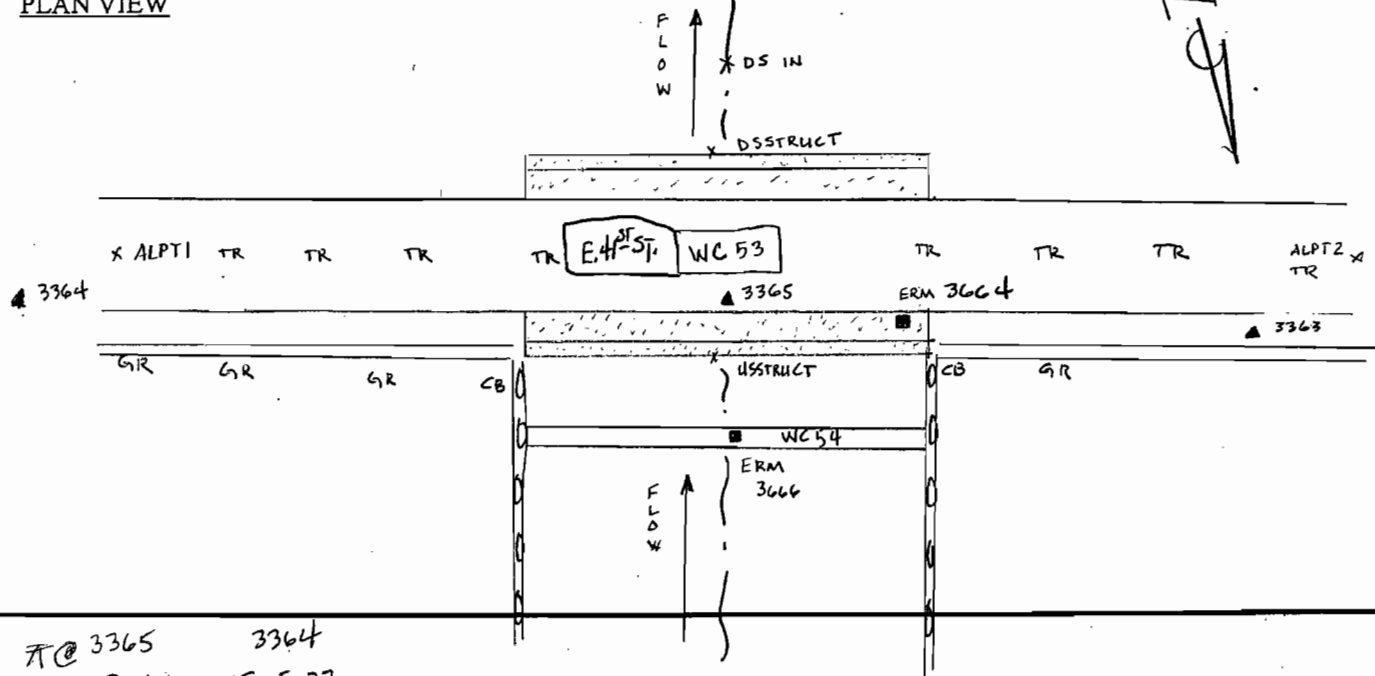 PLAN VIEW
FLOW
DS IN
DSSTRUCT
x ALPT1 TR TR TR TR E. 41ST ST. WC 53 TR TR TR ALPT2 x
TR
3364
3365
ERM 3664
3363
GR GR GR CB
USSTRUCT
CB GR
WC54
ERM
3666
FLOW
@ 3365 3364